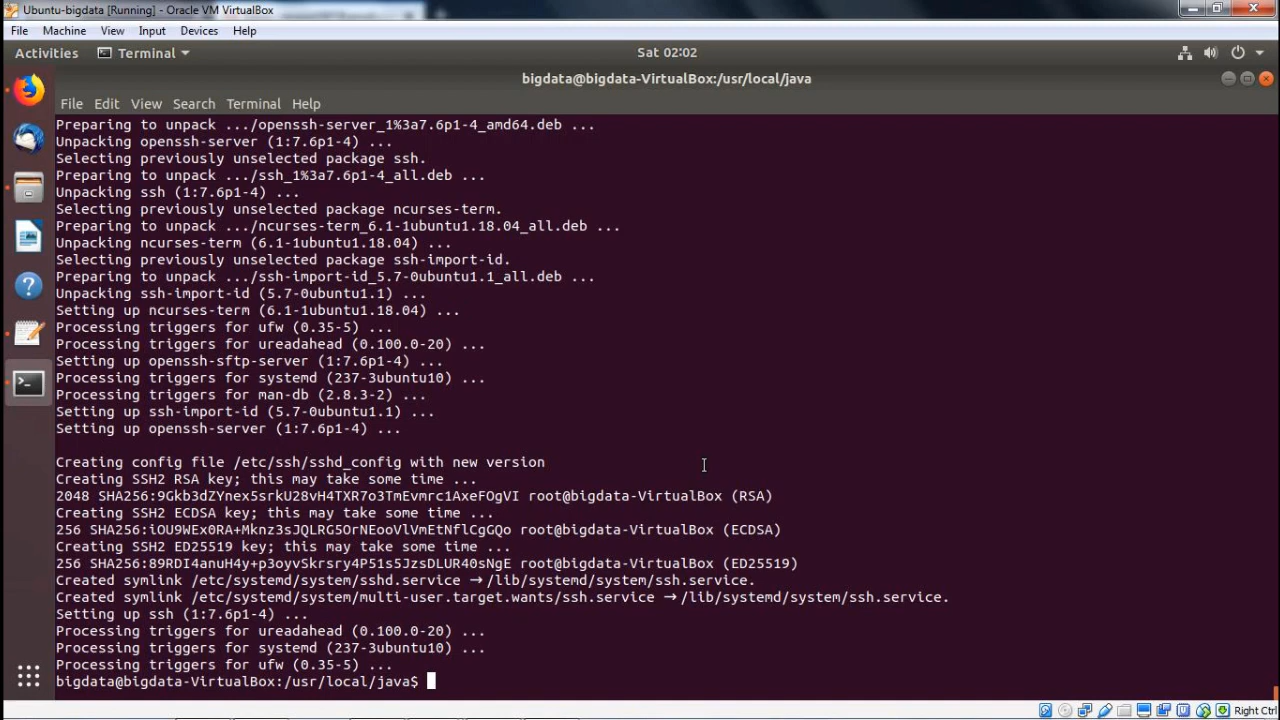 Ubuntu-bigdata [Running] - Oracle VM VirtualBox
File Machine View Input Devices Help
Activities Terminal Sat 02:02
bigdata@bigdata-VirtualBox:/usr/local/java
File Edit View Search Terminal Help
Preparing to unpack .../openssh-server_1%3a7.6p1-4_amd64.deb ...
Unpacking openssh-server (1:7.6p1-4) ...
Selecting previously unselected package ssh.
Preparing to unpack .../ssh_1%3a7.6p1-4_all.deb ...
Unpacking ssh (1:7.6p1-4) ...
Selecting previously unselected package ncurses-term.
Preparing to unpack .../ncurses-term_6.1-1ubuntu1.18.04_all.deb ...
Unpacking ncurses-term (6.1-1ubuntu1.18.04) ...
Selecting previously unselected package ssh-import-id.
Preparing to unpack .../ssh-import-id_5.7-0ubuntu1.1_all.deb ...
Unpacking ssh-import-id (5.7-0ubuntu1.1) ...
Setting up ncurses-term (6.1-1ubuntu1.18.04) ...
Processing triggers for ufw (0.35-5) ...
Processing triggers for ureadahead (0.100.0-20) ...
Setting up openssh-sftp-server (1:7.6p1-4) ...
Processing triggers for systemd (237-3ubuntu10) ...
Processing triggers for man-db (2.8.3-2) ...
Setting up ssh-import-id (5.7-0ubuntu1.1) ...
Setting up openssh-server (1:7.6p1-4) ...
Creating config file /etc/ssh/sshd_config with new version
Creating SSH2 RSA key; this may take some time ...
2048 SHA256:9Gkb3dZYnex5srkU28vH4TXR7o3TmEvmrc1AxeFOgVI root@bigdata-VirtualBox (RSA)
Creating SSH2 ECDSA key; this may take some time ...
256 SHA256:iOU9WEx0RA+Mknz3sJQLRG5OrNEooVlVmEtNflCgGQo root@bigdata-VirtualBox (ECDSA)
Creating SSH2 ED25519 key; this may take some time ...
256 SHA256:89RDI4anuH4y+p3oyvSkrsry4P51s5JzsDLUR40sNgE root@bigdata-VirtualBox (ED25519)
Created symlink /etc/systemd/system/sshd.service → /lib/systemd/system/ssh.service.
Created symlink /etc/systemd/system/multi-user.target.wants/ssh.service → /lib/systemd/system/ssh.service.
Setting up ssh (1:7.6p1-4) ...
Processing triggers for ureadahead (0.100.0-20) ...
Processing triggers for systemd (237-3ubuntu10) ...
Processing triggers for ufw (0.35-5) ...
bigdata@bigdata-VirtualBox:/usr/local/java$
Right Ctrl